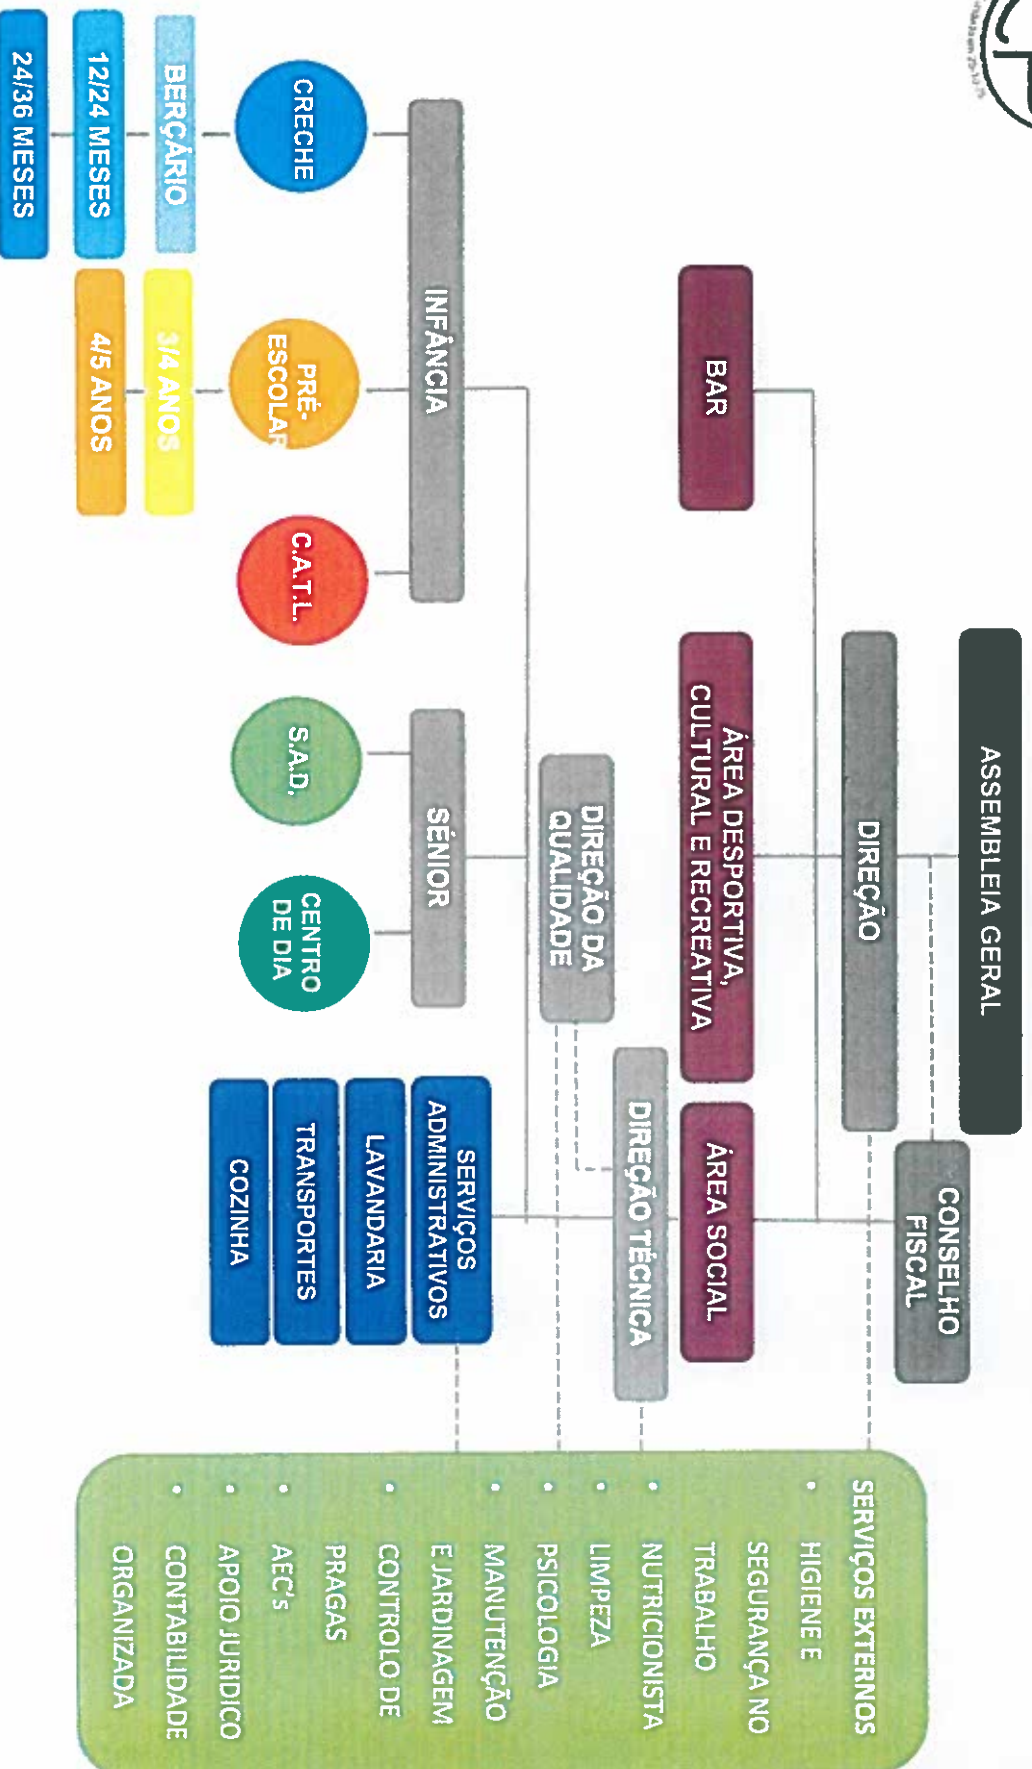 ASSEMBLEIA GERAL
CONSELHO
FISCAL
DIREÇÃO
BAR
ÁREA DESPORTIVA,
CULTURAL E RECREATIVA
ÁREA SOCIAL
DIREÇÃO TÉCNICA
DIREÇÃO DA
QUALIDADE
INFÂNCIA
SÉNIOR
SERVIÇOS
ADMINISTRATIVOS
LAVANDARIA
TRANSPORTES
COZINHA
CRECHE
PRÉ-
ESCOLAR
C.A.T.L.
S.A.D.
CENTRO
DE DIA
BERÇÁRIO
12/24 MESES
24/36 MESES
3/4 ANOS
4/5 ANOS
SERVIÇOS EXTERNOS
• HIGIENE E
SEGURANÇA NO
TRABALHO
• NUTRICIONISTA
• LIMPEZA
• PSICOLOGIA
• MANUTENÇÃO
E JARDINAGEM
• CONTROLO DE
PRAGAS
• AEC's
• APOIO JURIDICO
• CONTABILIDADE
ORGANIZADA